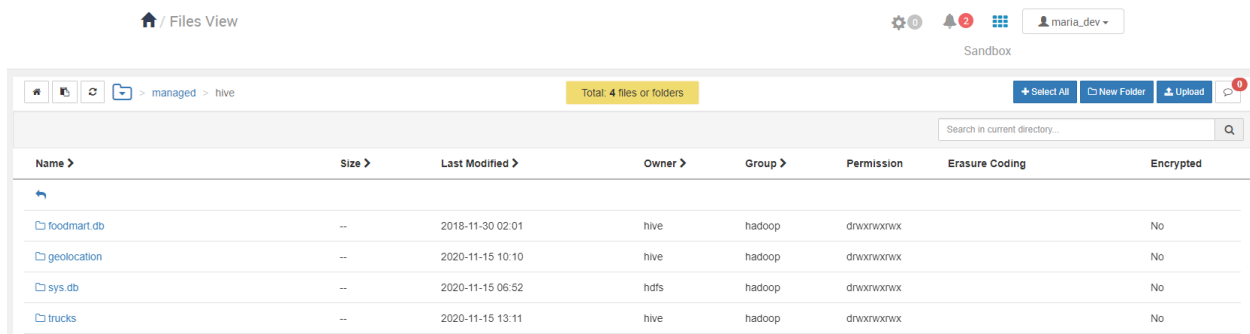 / Files View
0
2
maria_dev
Sandbox
> managed > hive
Total: 4 files or folders
Select All
New Folder
Upload
0
Search in current directory...
Name Size Last Modified Owner Group Permission Erasure Coding Encrypted
foodmart.db -- 2018-11-30 02:01 hive hadoop drwxrwxrwx No
geolocation -- 2020-11-15 10:10 hive hadoop drwxrwxrwx No
sys.db -- 2020-11-15 06:52 hdfs hadoop drwxrwxrwx No
trucks -- 2020-11-15 13:11 hive hadoop drwxrwxrwx No